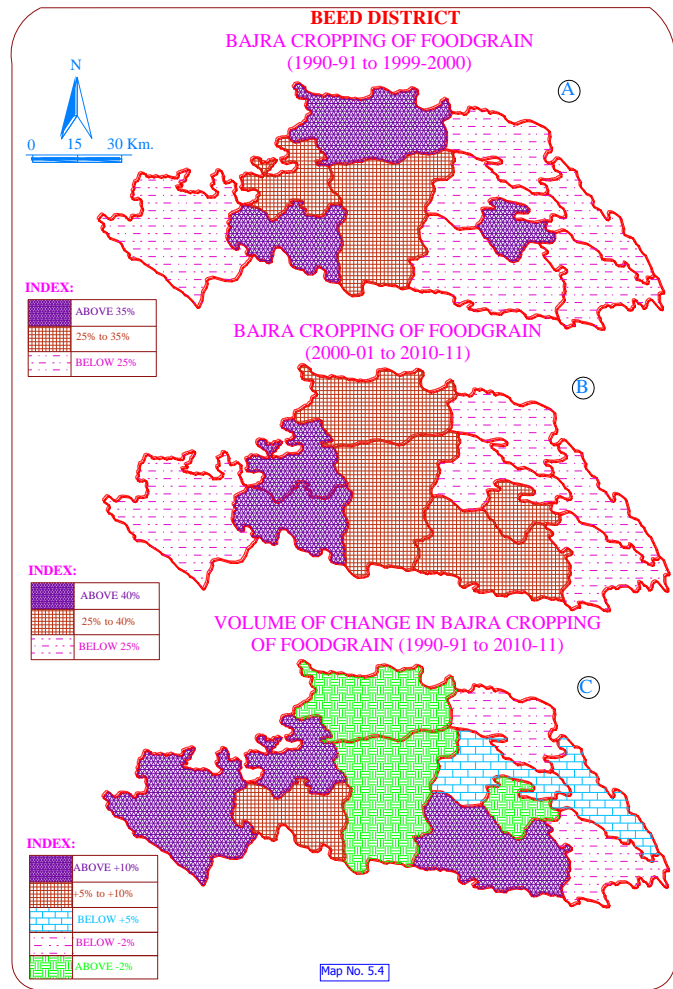 BEED DISTRICT
BAJRA CROPPING OF FOODGRAIN
(1990-91 to 1999-2000)
A
N
0 15 30 Km.
INDEX:
ABOVE 35%
25% to 35%
BELOW 25%
BAJRA CROPPING OF FOODGRAIN
(2000-01 to 2010-11)
B
INDEX:
ABOVE 40%
25% to 40%
BELOW 25%
VOLUME OF CHANGE IN BAJRA CROPPING
OF FOODGRAIN (1990-91 to 2010-11)
C
INDEX:
ABOVE +10%
+5% to +10%
BELOW +5%
BELOW -2%
ABOVE -2%
Map No. 5.4